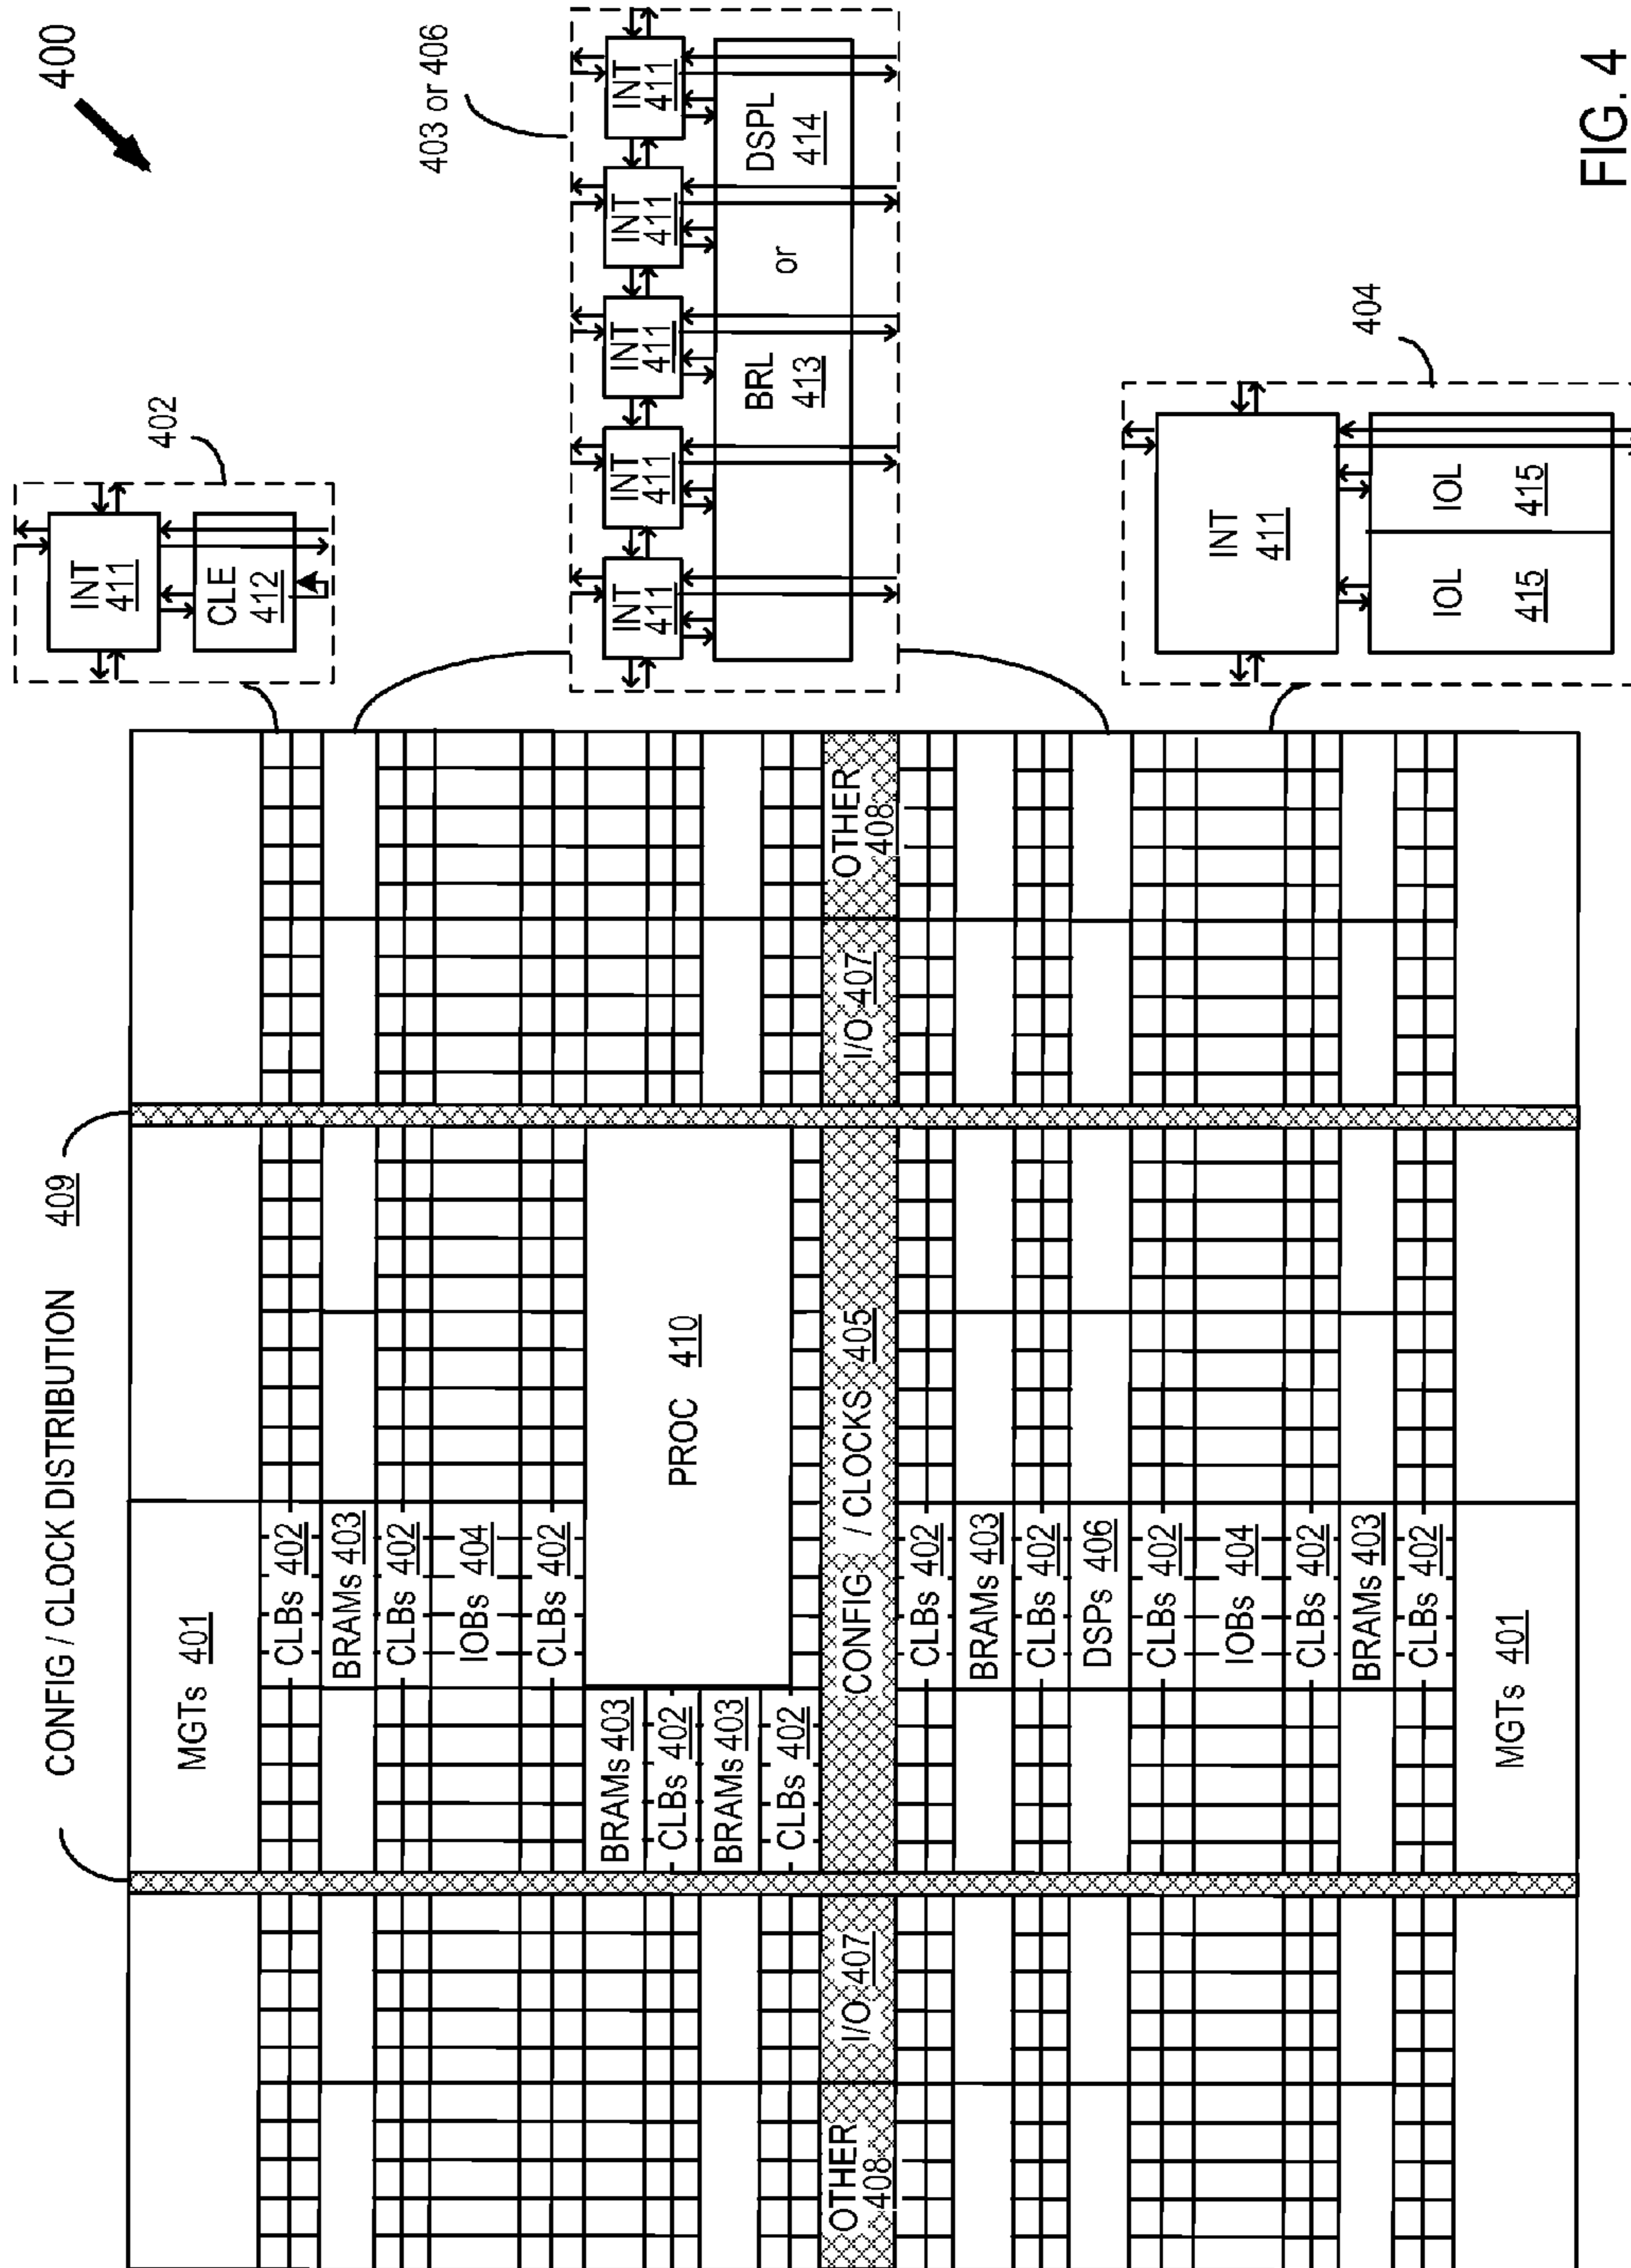 400
CONFIG / CLOCK DISTRIBUTION 409
MGTs 401
CLBs 402
BRAMs 403
CLBs 402
IOBs 404
CLBs 402
BRAMs 403
CLBs 402
BRAMs 403
CLBs 402
PROC 410
OTHER
408
I/O 407
CONFIG / CLOCKS 405
I/O 407
OTHER
408
CLBs 402
BRAMs 403
CLBs 402
DSPs 406
CLBs 402
IOBs 404
CLBs 402
BRAMs 403
CLBs 402
MGTs 401
402
INT
411
CLE
412
403 or 406
INT
411
INT
411
INT
411
INT
411
INT
411
BRL
413
or
DSPL
414
404
INT
411
IOL
415
IOL
415
FIG. 4